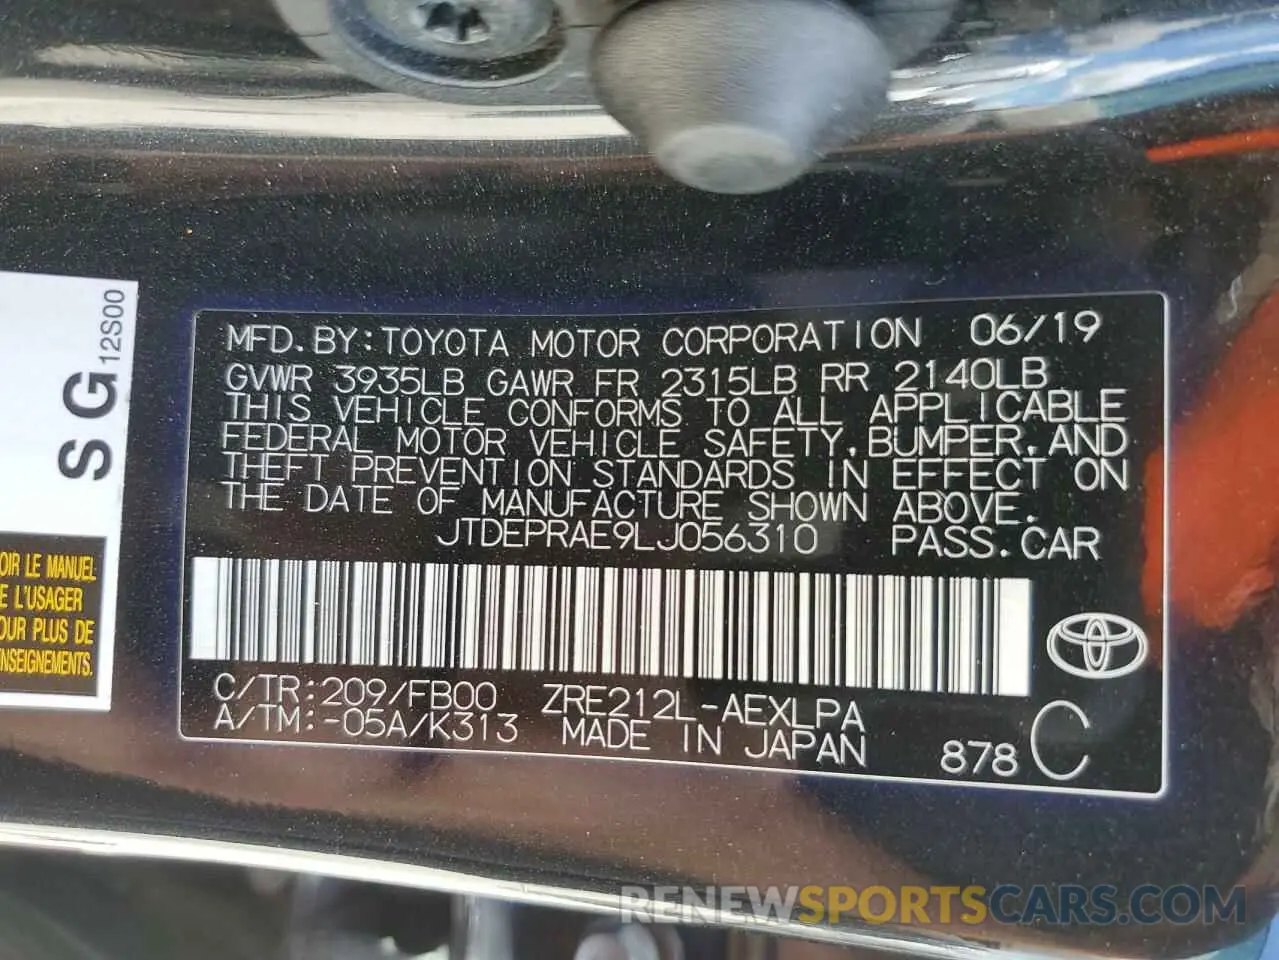 MFD.BY:TOYOTA MOTOR CORPORATION 06/19
GVWR 3935LB GAWR FR 2315LB RR 2140LB
THIS VEHICLE CONFORMS TO ALL APPLICABLE
FEDERAL MOTOR VEHICLE SAFETY,BUMPER,AND
THEFT PREVENTION STANDARDS IN EFFECT ON
THE DATE OF MANUFACTURE SHOWN ABOVE.
JTDEPRAE9LJ056310 PASS.CAR
C/TR:209/FB00 ZRE212L-AEXLPA
A/TM:-05A/K313 MADE IN JAPAN 878 C
SG 12S00
LE MANUEL
L'USAGER
PLUS DE
RENEWSPORTSCARS.COM